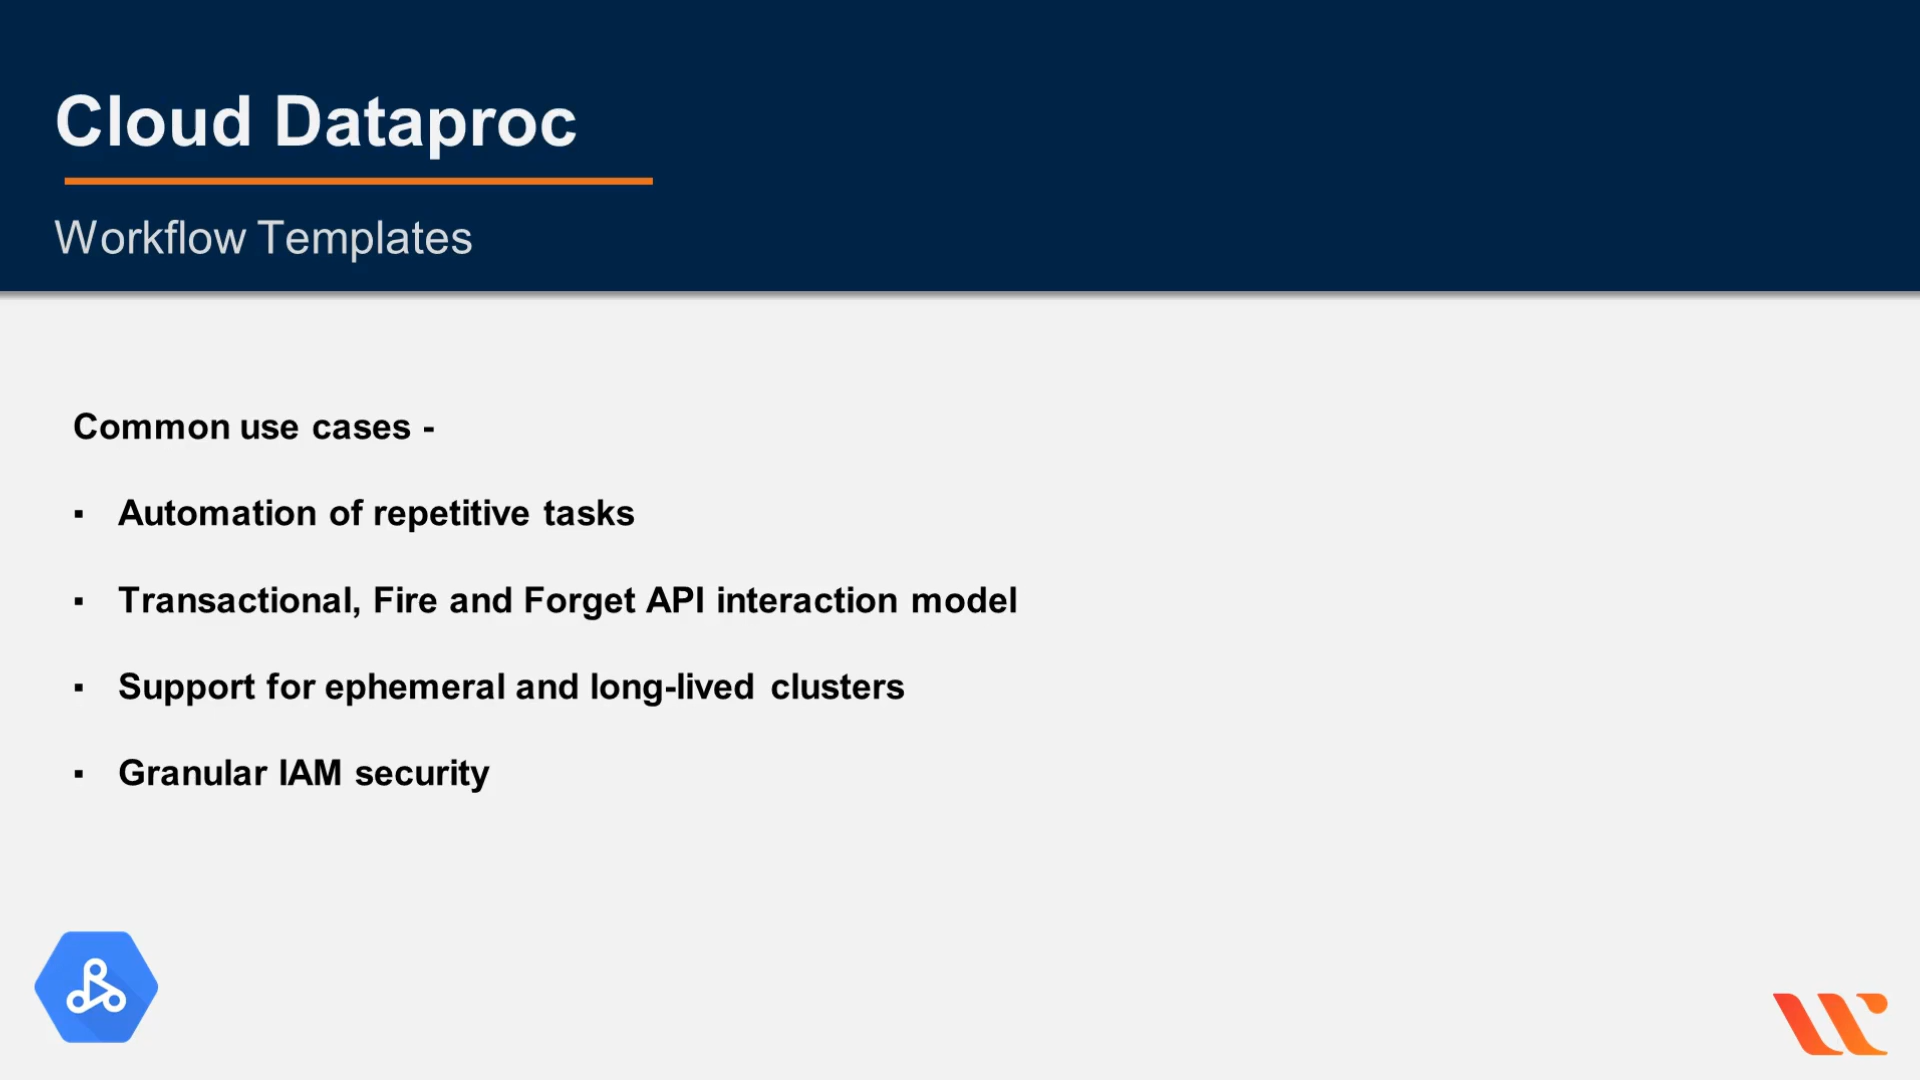 Cloud Dataproc
Workflow Templates
Common use cases -
▪ Automation of repetitive tasks
▪ Transactional, Fire and Forget API interaction model
▪ Support for ephemeral and long-lived clusters
▪ Granular IAM security